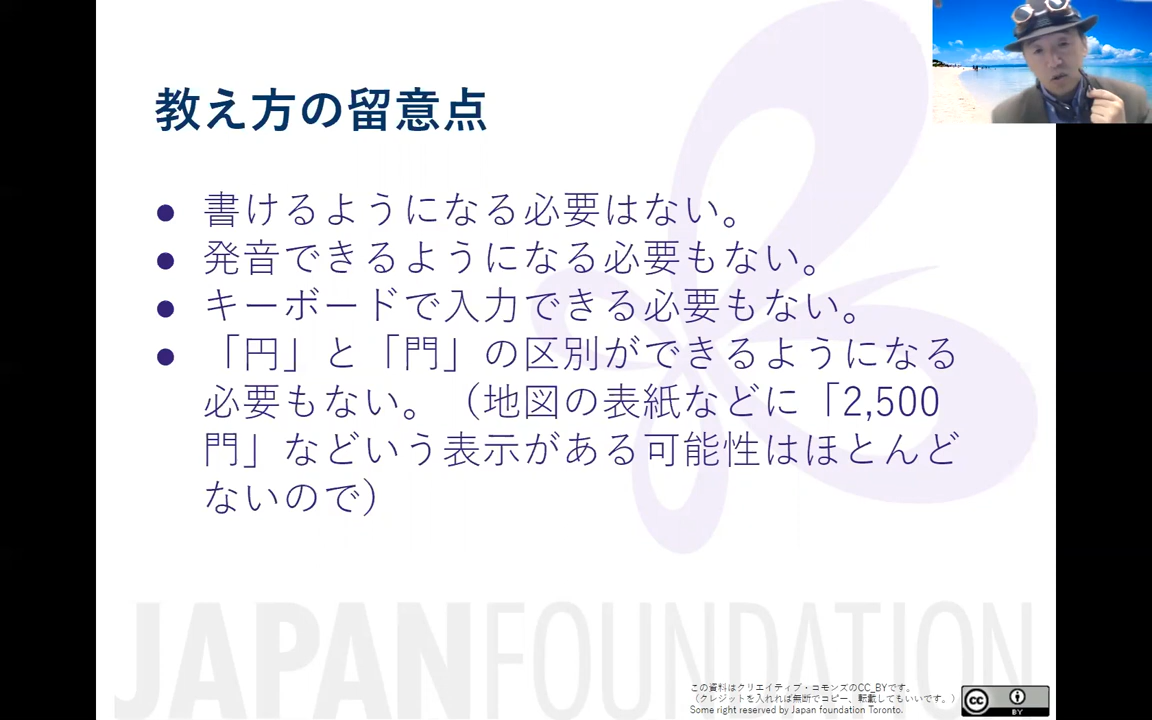 教え方の留意点
● 書けるようになる必要はない。
● 発音できるようになる必要もない。
● キーボードで入力できる必要もない。
● 「円」と「門」の区別ができるようになる
必要もない。（地図の表紙などに「2,500
門」などいう表示がある可能性はほとんど
ないので）
JAPANFOUNDATION
この資料はクリエイティブ・コモンズのCC_BYです。
（クレジットを入れれば無断でコピー、転載してもいいです。）
Some right reserved by Japan foundation Toronto.
cc
BY